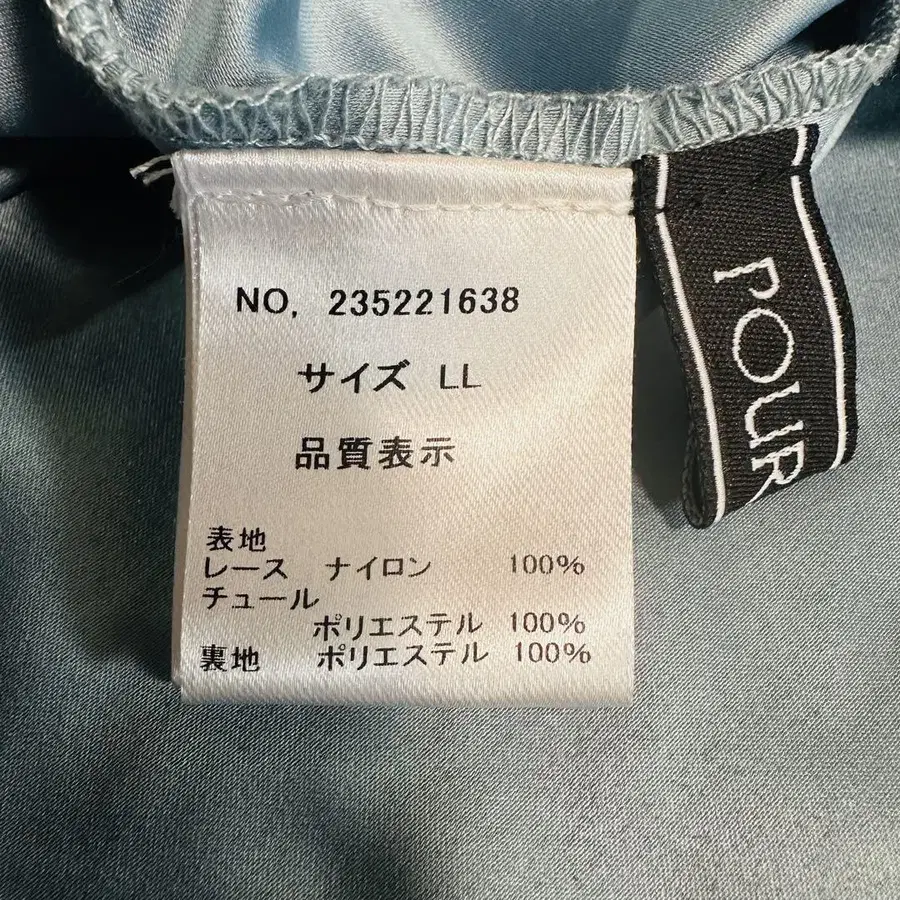 NO. 235221638
サイズ LL
品質表示
表地
レース ナイロン 100%
チュール
ポリエステル 100%
裏地 ポリエステル 100%
POUR